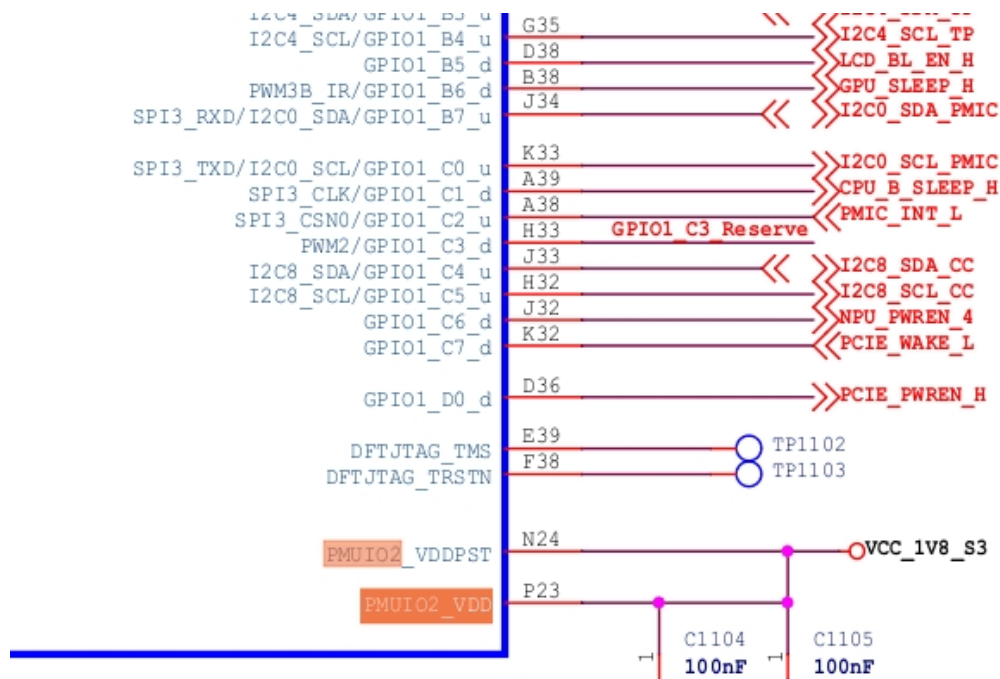 I2C4_SDA/GPIO1_B3_u
G35
I2C4_SCL/GPIO1_B4_u I2C4_SCL_TP
D38
GPIO1_B5_d LCD_BL_EN_H
B38
PWM3B_IR/GPIO1_B6_d GPU_SLEEP_H
J34
SPI3_RXD/I2C0_SDA/GPIO1_B7_u I2C0_SDA_PMIC
K33
SPI3_TXD/I2C0_SCL/GPIO1_C0_u I2C0_SCL_PMIC
A39
SPI3_CLK/GPIO1_C1_d CPU_B_SLEEP_H
A38
SPI3_CSN0/GPIO1_C2_u PMIC_INT_L
H33 GPIO1_C3_Reserve
PWM2/GPIO1_C3_d
J33
I2C8_SDA/GPIO1_C4_u I2C8_SDA_CC
H32
I2C8_SCL/GPIO1_C5_u I2C8_SCL_CC
J32
GPIO1_C6_d NPU_PWREN_4
K32
GPIO1_C7_d PCIE_WAKE_L
D36
GPIO1_D0_d PCIE_PWREN_H
E39
DFTJTAG_TMS TP1102
F38
DFTJTAG_TRSTN TP1103
N24
PMUIO2_VDDPST VCC_1V8_S3
P23
PMUIO2_VDD
C1104 C1105
1 100nF 1 100nF